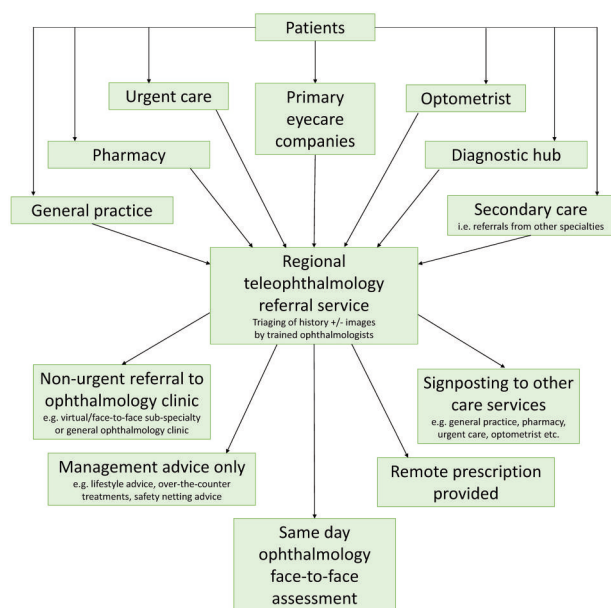 Patients
Urgent care
Primary
eyecare
companies
Optometrist
Pharmacy
Diagnostic hub
General practice
Secondary care
i.e. referrals from other specialties
Regional
teleophthalmology
referral service
Triaging of history +/- images
by trained ophthalmologists
Non-urgent referral to
ophthalmology clinic
e.g. virtual/face-to-face sub-specialty
or general ophthalmology clinic
Signposting to other
care services
e.g. general practice, pharmacy,
urgent care, optometrist etc.
Management advice only
e.g. lifestyle advice, over-the-counter
treatments, safety netting advice
Remote prescription
provided
Same day
ophthalmology
face-to-face
assessment